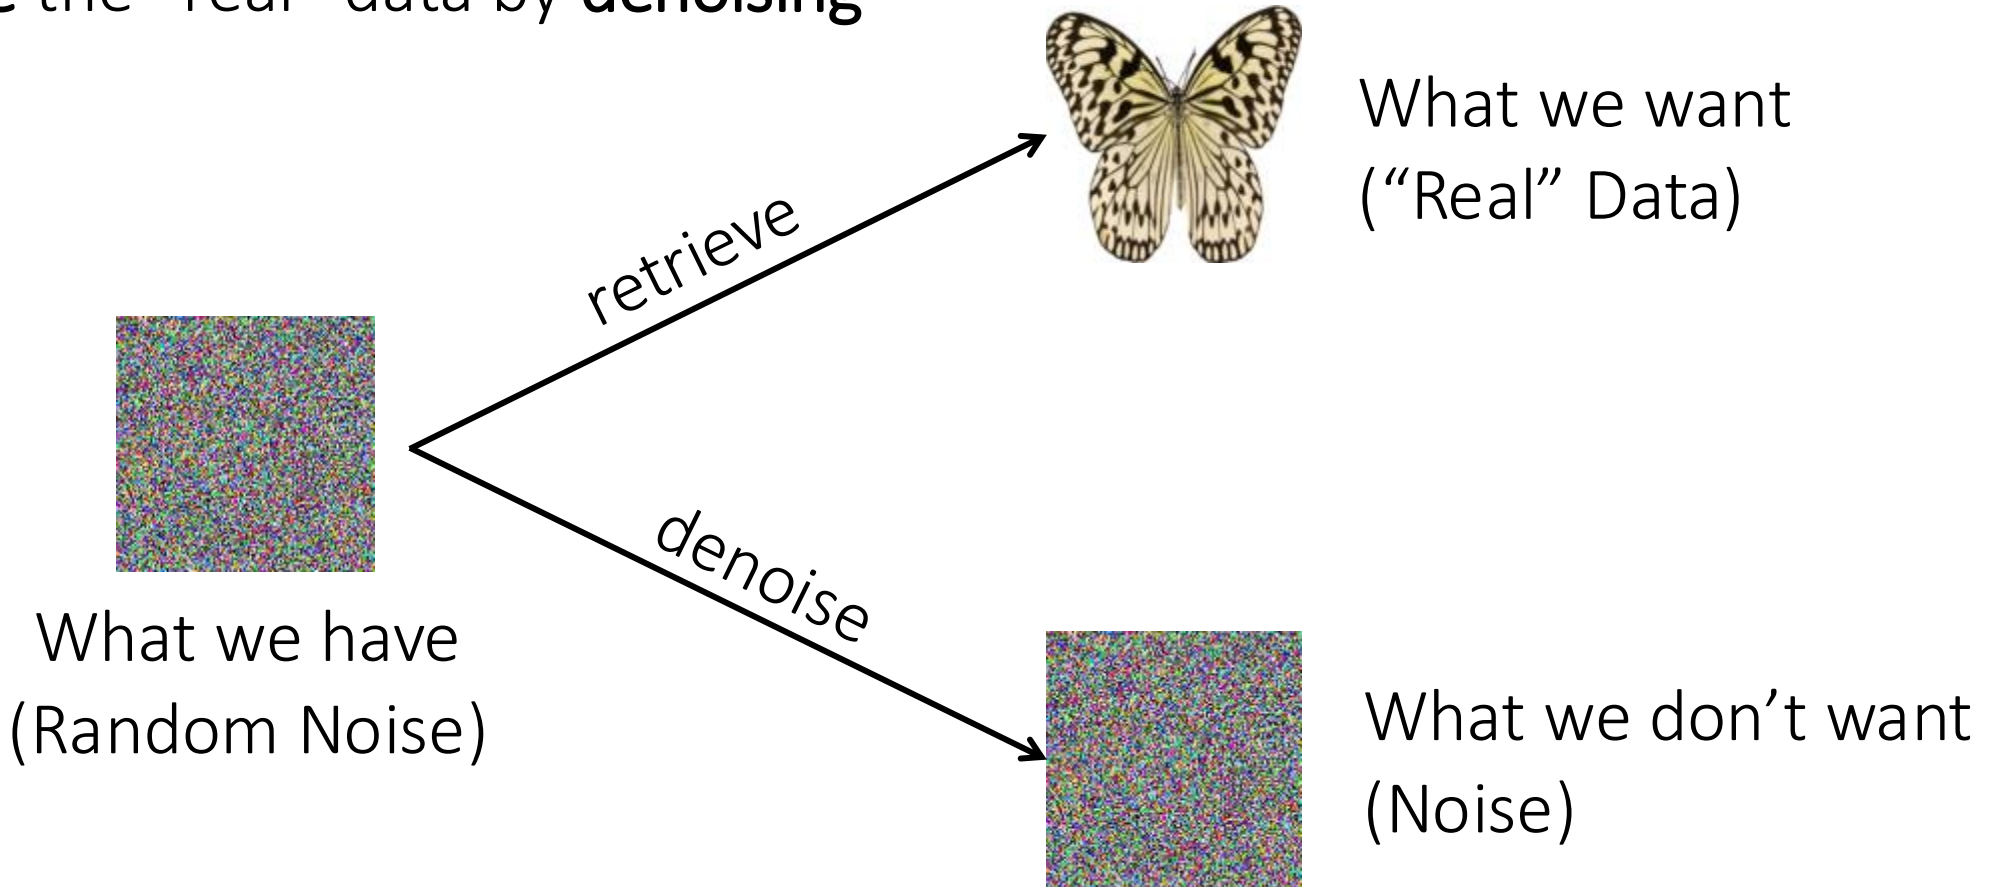 the "real" data by denoising
What we want
("Real" Data)
retrieve
denoise
What we have
(Random Noise)
What we don't want
(Noise)